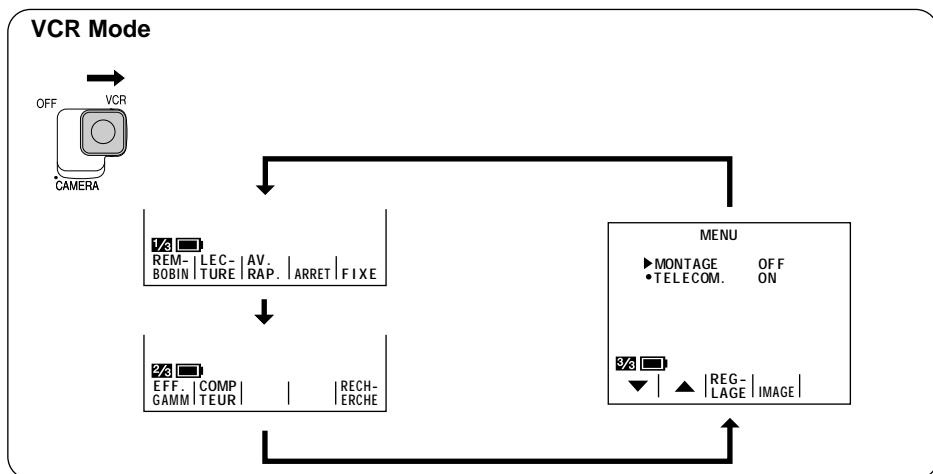 VCR Mode
OFF VCR
CAMERA
1/3
REM- LEC- AV.
BOBIN TURE RAP. ARRET FIXE
2/3
EFF. COMP RECH-
GAMM TEUR ERCHE
MENU
▶MONTAGE OFF
•TELECOM. ON
3/3
▼ ▲ REG-
LAGE IMAGE